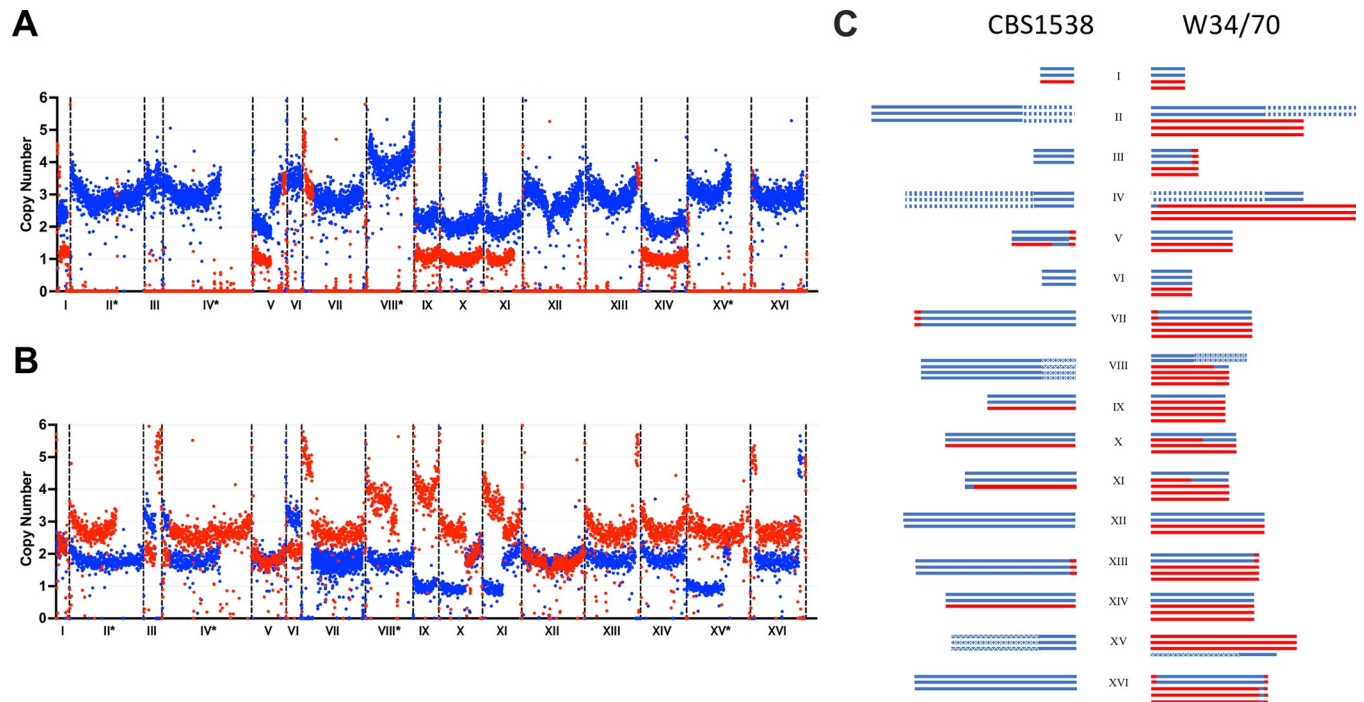 A
6
5
4
3
2
1
0
Copy Number
I II* III IV* V VI VII VIII* IX X XI XII XIII XIV XV* XVI
B
6
5
4
3
2
1
0
Copy Number
I II* III IV* V VI VII VIII* IX X XI XII XIII XIV XV* XVI
C
CBS1538 W34/70
I
II
III
IV
V
VI
VII
VIII
IX
X
XI
XII
XIII
XIV
XV
XVI